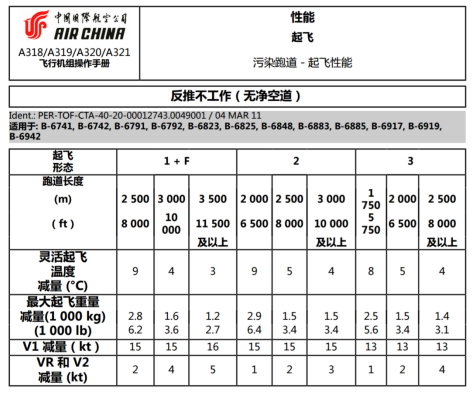 中国国际航空公司
AIR CHINA
A318/A319/A320/A321
飞行机组操作手册
性能
起飞
污染跑道 - 起飞性能
反推不工作（无净空道）
Ident.: PER-TOF-CTA-40-20-00012743.0049001 / 04 MAR 11
适用于: B-6741, B-6742, B-6791, B-6792, B-6823, B-6825, B-6848, B-6883, B-6885, B-6917, B-6919,
B-6942
起飞
形态 1 + F 2 3
跑道长度
(m) 2 500 3 000 3 500 2 000 2 500 3 000 1 750 2 000 2 500
( ft ) 8 000 10 000 11 500 及以上 6 500 8 000 10 000 及以上 5 750 6 500 8 000 及以上
灵活起飞
温度
减量 (°C) 9 4 3 9 5 4 8 5 4
最大起飞重量
减量(1 000 kg) 2.8 1.6 1.2 2.9 1.5 1.5 2.5 1.5 1.4
(1 000 lb) 6.2 3.6 2.7 6.4 3.4 3.4 5.6 3.4 3.1
V1 减量（ kt ） 15 15 16 15 15 15 13 13 13
VR 和 V2
减量 (kt) 2 4 5 1 2 3 1 2 4